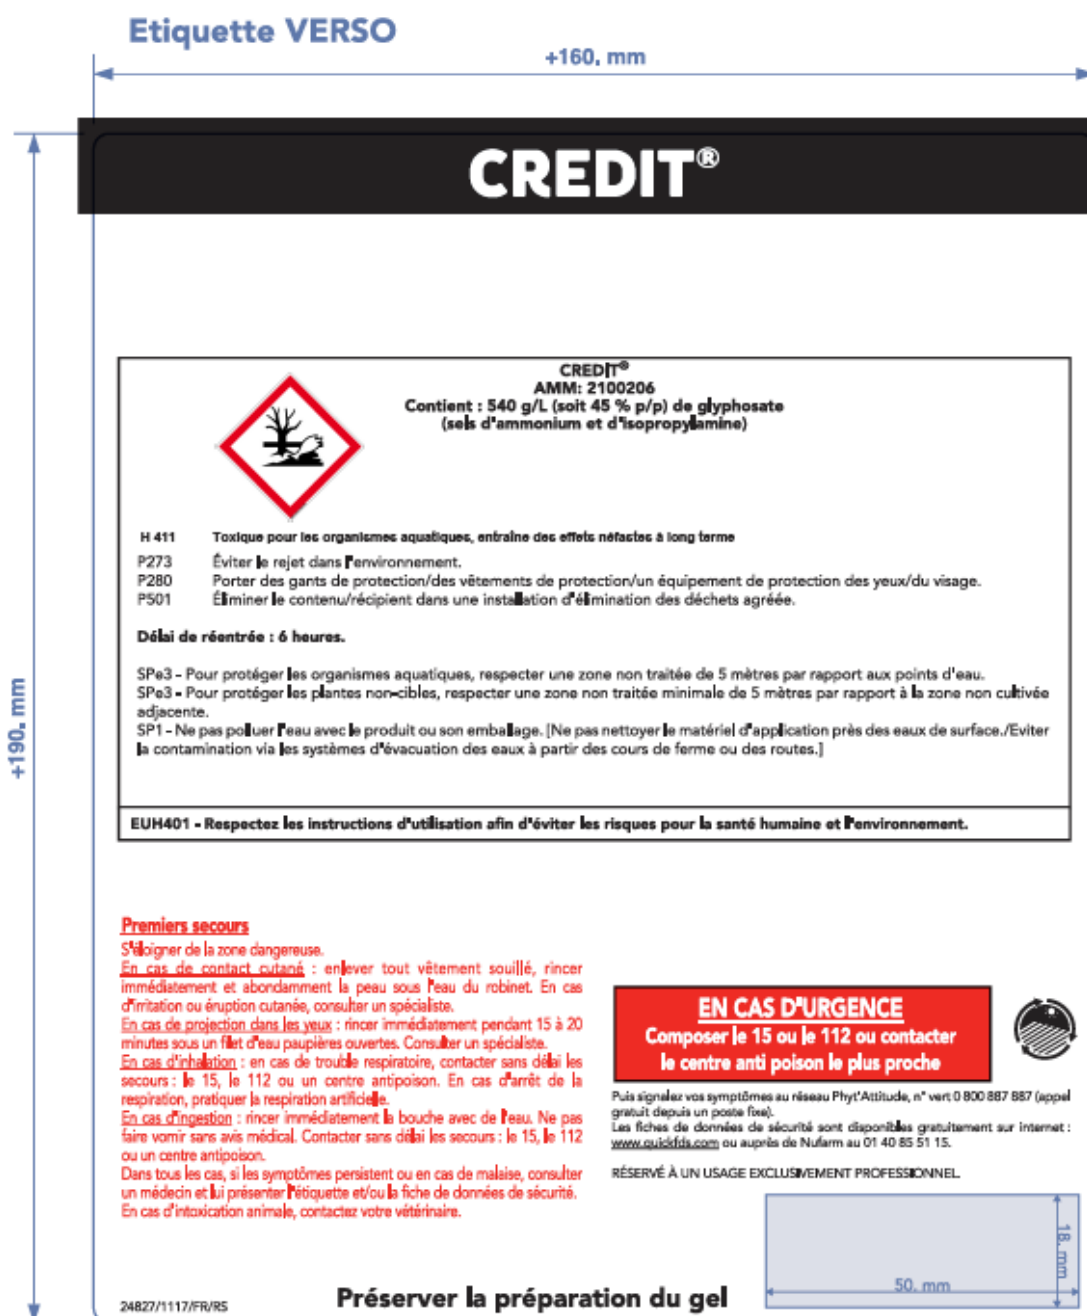 Etiquette VERSO
+160, mm
+190, mm
CREDIT®
CREDIT®
AMM: 2100206
Contient : 540 g/L (soit 45 % p/p) de glyphosate
(sels d'ammonium et d'isopropylamine)
H 411 Toxique pour les organismes aquatiques, entraîne des effets néfastes à long terme
P273 Éviter le rejet dans l'environnement.
P280 Porter des gants de protection/des vêtements de protection/un équipement de protection des yeux/du visage.
P501 Éliminer le contenu/récipient dans une installation d'élimination des déchets agréée.
Délai de réentrée : 6 heures.
SPe3 - Pour protéger les organismes aquatiques, respecter une zone non traitée de 5 mètres par rapport aux points d'eau.
SPe3 - Pour protéger les plantes non-cibles, respecter une zone non traitée minimale de 5 mètres par rapport à la zone non cultivée
adjacente.
SP1 - Ne pas polluer l'eau avec le produit ou son emballage. [Ne pas nettoyer le matériel d'application près des eaux de surface./Eviter
la contamination via les systèmes d'évacuation des eaux à partir des cours de ferme ou des routes.]
EUH401 - Respectez les instructions d'utilisation afin d'éviter les risques pour la santé humaine et l'environnement.
Premiers secours
S'éloigner de la zone dangereuse.
En cas de contact cutané : enlever tout vêtement souillé, rincer
immédiatement et abondamment la peau sous l'eau du robinet. En cas
d'irritation ou éruption cutanée, consulter un spécialiste.
En cas de projection dans les yeux : rincer immédiatement pendant 15 à 20
minutes sous un filet d'eau paupières ouvertes. Consulter un spécialiste.
En cas d'inhalation : en cas de trouble respiratoire, contacter sans délai les
secours : le 15, le 112 ou un centre antipoison. En cas d'arrêt de la
respiration, pratiquer la respiration artificielle.
En cas d'ingestion : rincer immédiatement la bouche avec de l'eau. Ne pas
faire vomir sans avis médical. Contacter sans délai les secours : le 15, le 112
ou un centre antipoison.
Dans tous les cas, si les symptômes persistent ou en cas de malaise, consulter
un médecin et lui présenter l'étiquette et/ou la fiche de données de sécurité.
En cas d'intoxication animale, contactez votre vétérinaire.
EN CAS D'URGENCE
Composer le 15 ou le 112 ou contacter
le centre anti poison le plus proche
Puis signalez vos symptômes au réseau Phyt'Attitude, n° vert 0 800 887 887 (appel
gratuit depuis un poste fixe).
Les fiches de données de sécurité sont disponibles gratuitement sur internet :
www.quickfds.com ou auprès de Nufarm au 01 40 85 51 15.
RÉSERVÉ À UN USAGE EXCLUSIVEMENT PROFESSIONNEL.
18, mm
50, mm
24827/1117/FR/RS
Préserver la préparation du gel